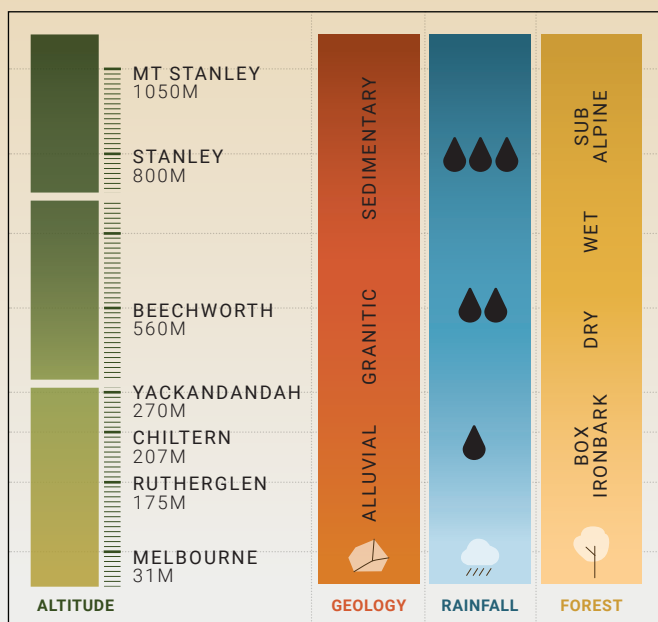 MT STANLEY
1050M
STANLEY
800M
BEECHWORTH
560M
YACKANDANDAH
270M
CHILTERN
207M
RUTHERGLEN
175M
MELBOURNE
31M
ALTITUDE
SEDIMENTARY
GRANITIC
ALLUVIAL
GEOLOGY
RAINFALL
SUB
ALPINE
WET
DRY
BOX
IRONBARK
FOREST